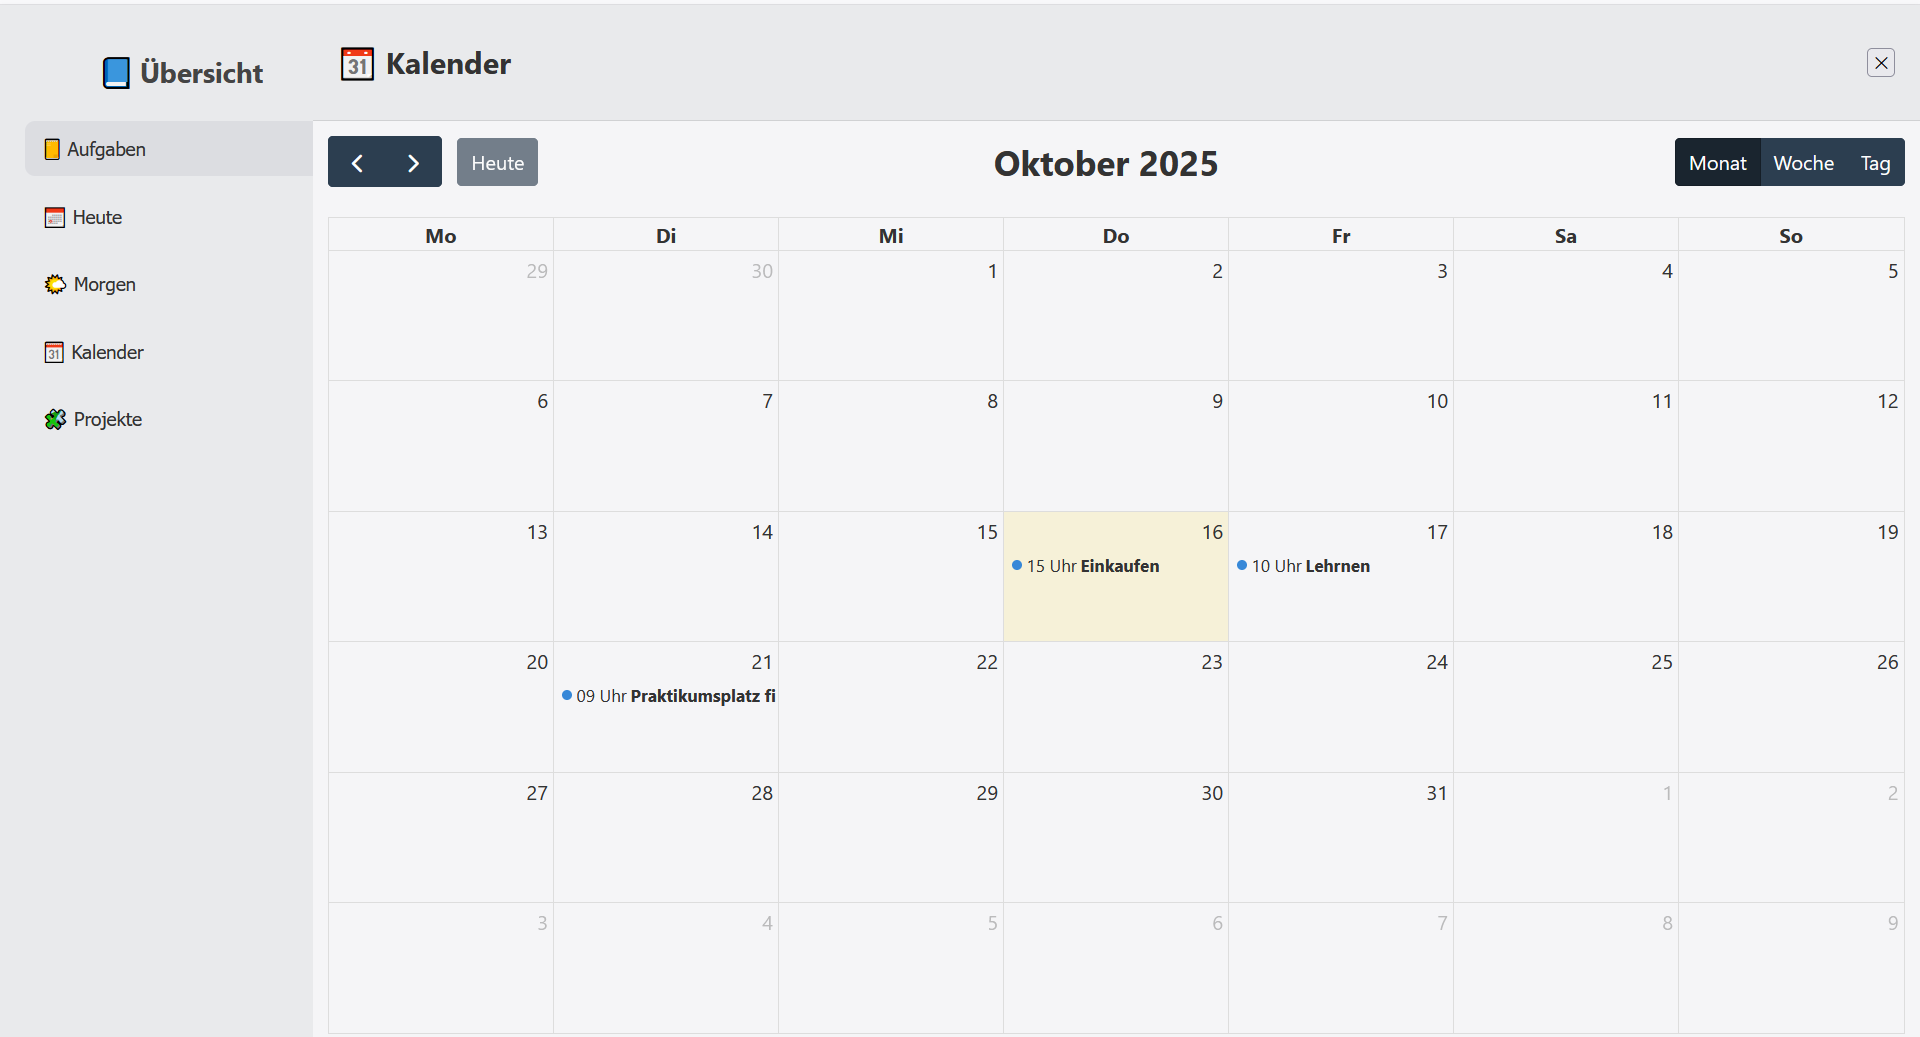 Übersicht
Kalender
Aufgaben
Heute
Morgen
Kalender
Projekte
Heute
Oktober 2025
Monat Woche Tag
Mo Di Mi Do Fr Sa So
29 30 1 2 3 4 5
6 7 8 9 10 11 12
13 14 15 16 17 18 19
15 Uhr Einkaufen 10 Uhr Lehrnen
20 21 22 23 24 25 26
09 Uhr Praktikumsplatz fi
27 28 29 30 31 1 2
3 4 5 6 7 8 9